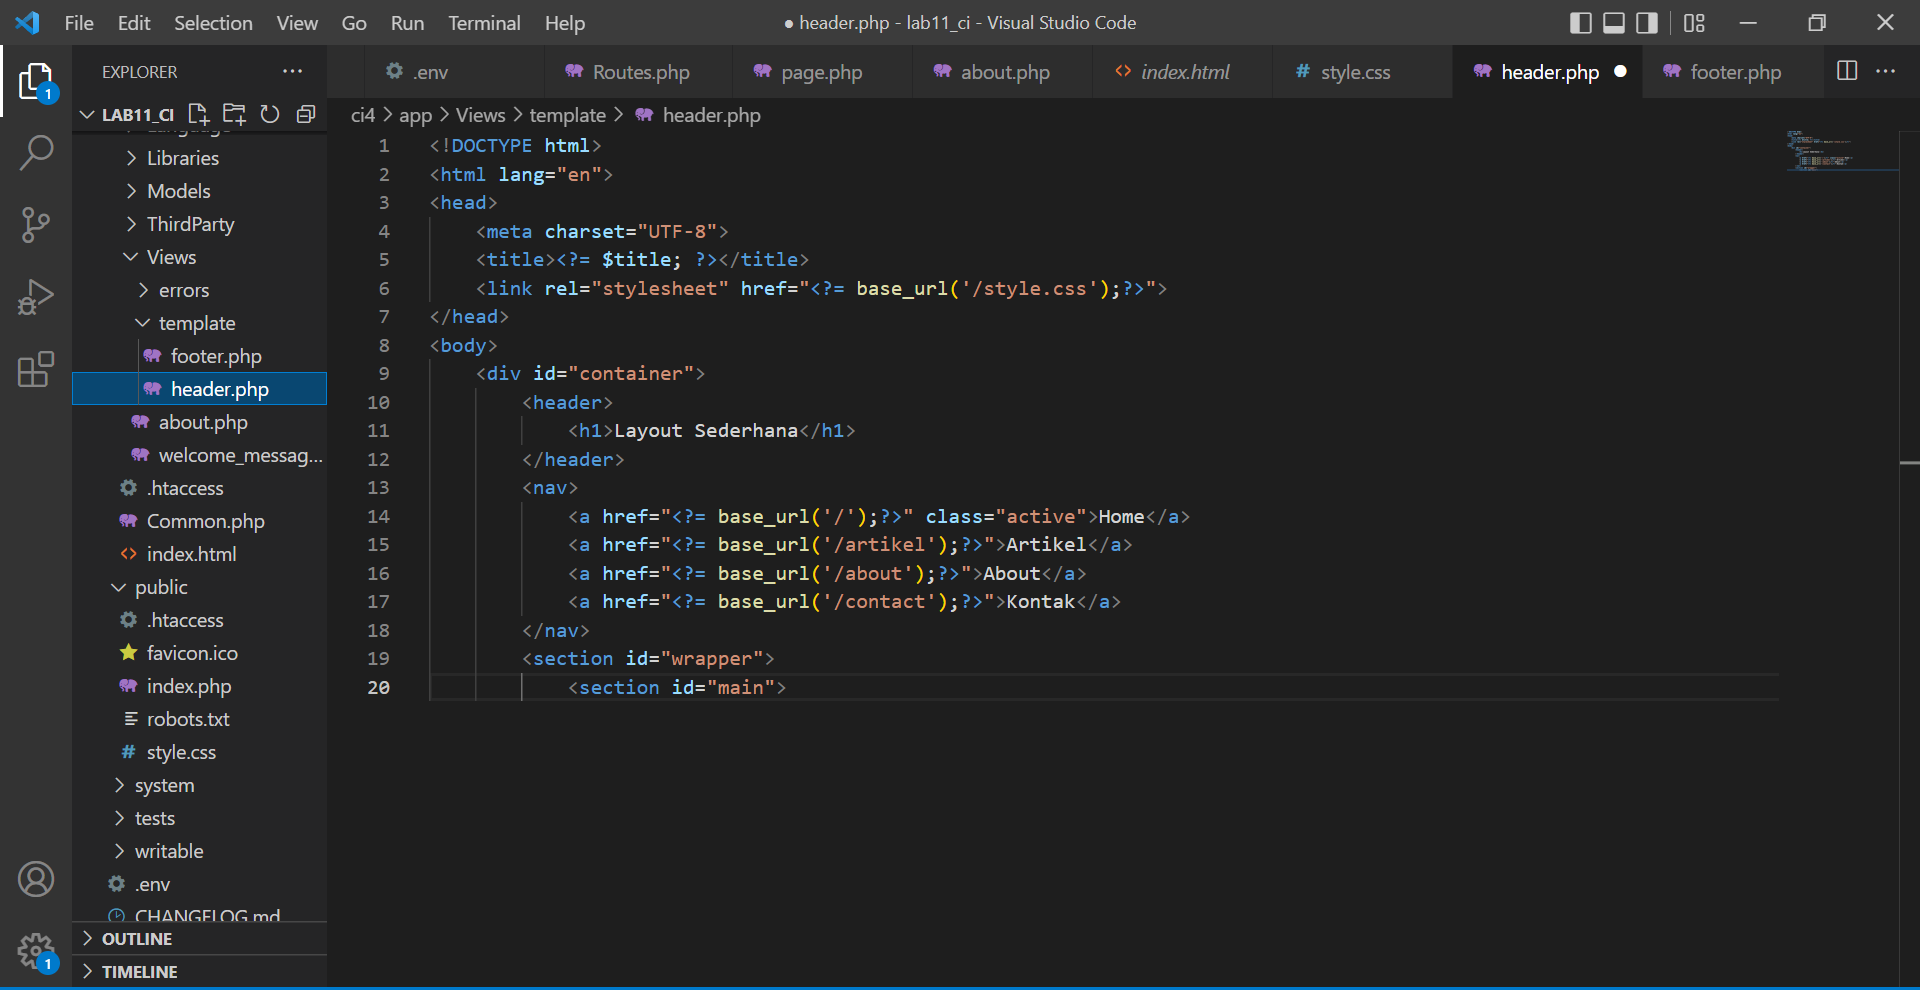 File Edit Selection View Go Run Terminal Help ● header.php - lab11_ci - Visual Studio Code
EXPLORER ···
.env Routes.php page.php about.php index.html style.css header.php ● footer.php ···
1
LAB11_CI
ci4 > app > Views > template > header.php
Language
Libraries
Models
ThirdParty
Views
errors
template
footer.php
header.php
about.php
welcome_messag...
.htaccess
Common.php
index.html
public
.htaccess
favicon.ico
index.php
robots.txt
style.css
system
tests
writable
.env
CHANGELOG.md
OUTLINE
TIMELINE
1
1 <!DOCTYPE html>
2 <html lang="en">
3 <head>
4 <meta charset="UTF-8">
5 <title><?= $title; ?></title>
6 <link rel="stylesheet" href="<?= base_url('/style.css');?>">
7 </head>
8 <body>
9 <div id="container">
10 <header>
11 <h1>Layout Sederhana</h1>
12 </header>
13 <nav>
14 <a href="<?= base_url('/');?>" class="active">Home</a>
15 <a href="<?= base_url('/artikel');?>">Artikel</a>
16 <a href="<?= base_url('/about');?>">About</a>
17 <a href="<?= base_url('/contact');?>">Kontak</a>
18 </nav>
19 <section id="wrapper">
20 <section id="main">